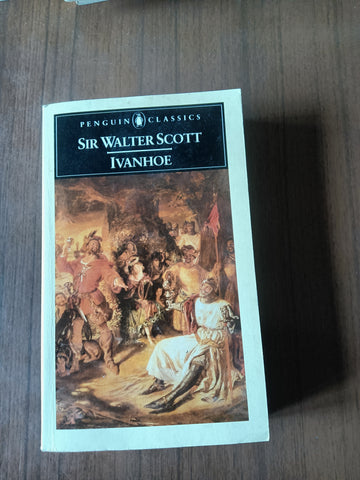 PENGUIN CLASSICS
SIR WALTER SCOTT
IVANHOE